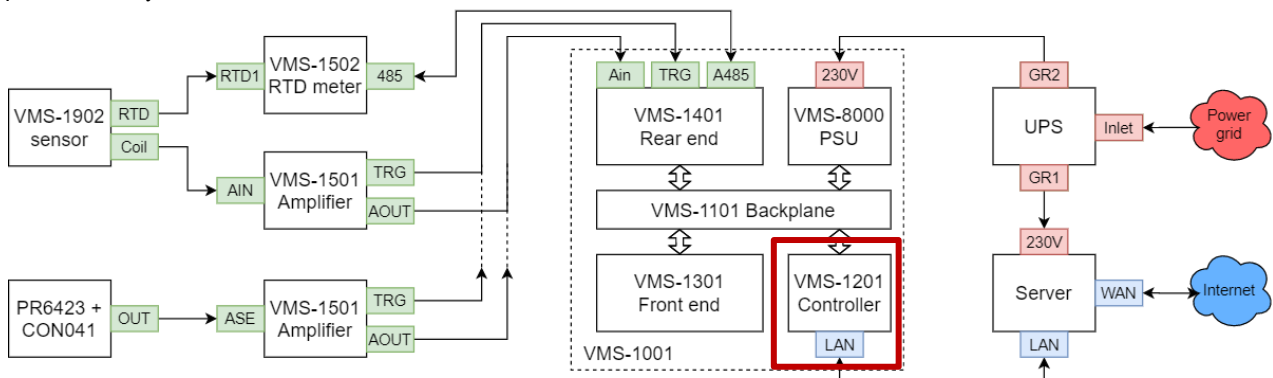 VMS-1902
sensor
RTD
Coil
RTD1
VMS-1502
RTD meter
485
AIN
VMS-1501
Amplifier
TRG
AOUT
PR6423 +
CON041
OUT
ASE
VMS-1501
Amplifier
TRG
AOUT
Ain
TRG
A485
VMS-1401
Rear end
230V
VMS-8000
PSU
VMS-1101 Backplane
VMS-1301
Front end
VMS-1201
Controller
LAN
VMS-1001
GR2
UPS
Inlet
GR1
Power
grid
230V
Server
WAN
LAN
Internet